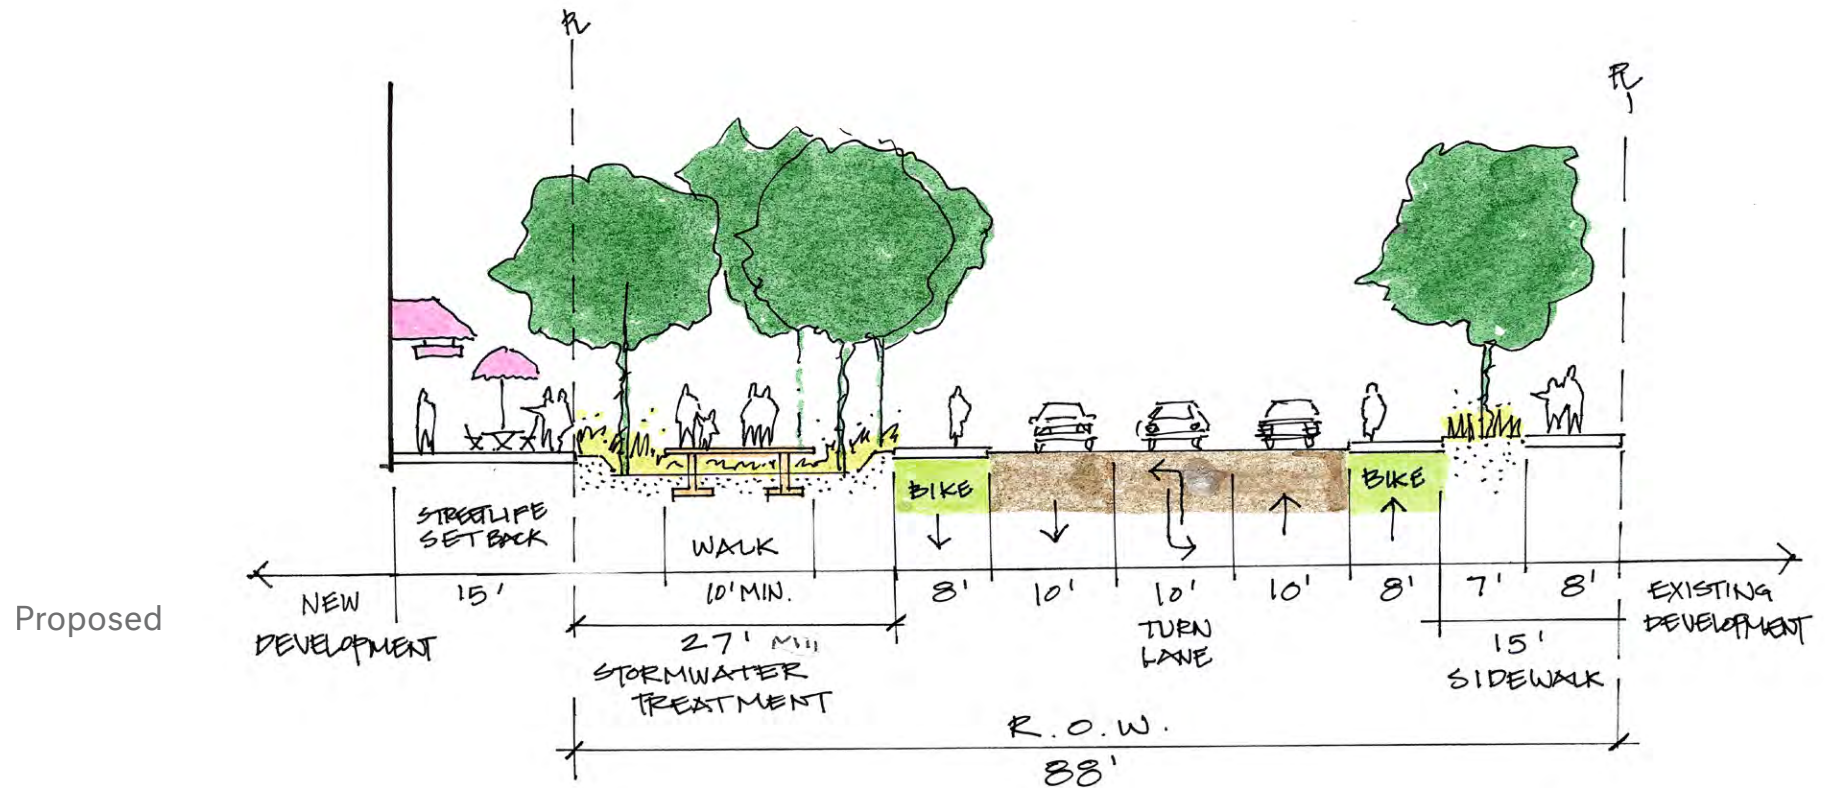 PL
PL
BIKE
BIKE
STREETLIFE
SETBACK
WALK
15'
10' MIN.
8'
10'
10'
10'
8'
7'
8'
NEW
DEVELOPMENT
EXISTING
DEVELOPMENT
Proposed
27' MIN
STORMWATER
TREATMENT
TURN
LANE
15'
SIDEWALK
R.O.W.
88'